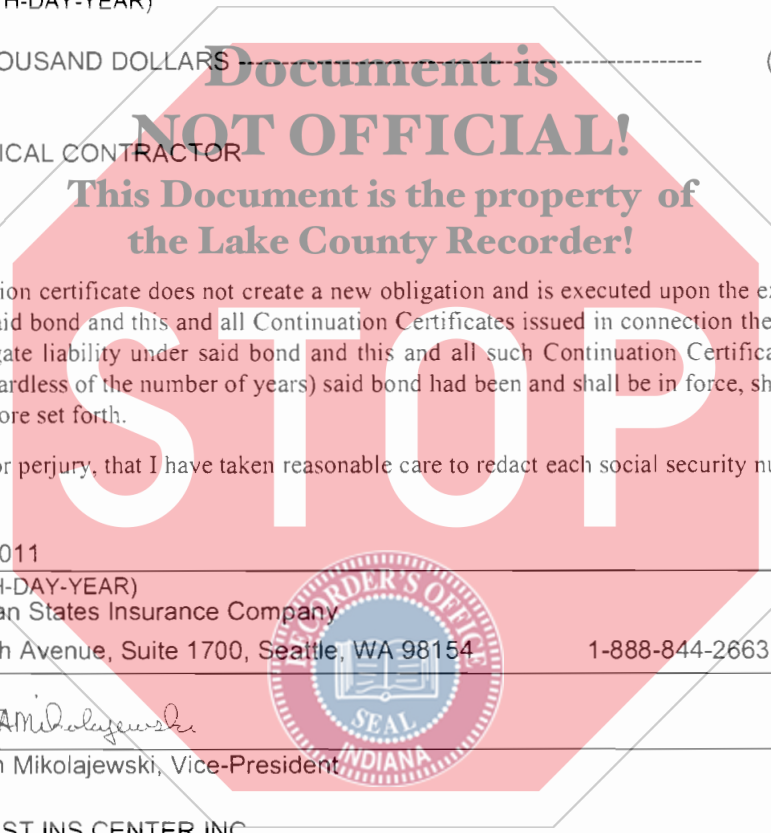 H-DAY-YEAR)
OUSAND DOLLARS ------------------------------------------------------------ (
Document is
NOT OFFICIAL!
ICAL CONTRACTOR
This Document is the property of
the Lake County Recorder!
ion certificate does not create a new obligation and is executed upon the e
aid bond and this and all Continuation Certificates issued in connection the
gate liability under said bond and this and all such Continuation Certifica
ardless of the number of years) said bond had been and shall be in force, sh
ore set forth.
STOP
or perjury, that I have taken reasonable care to redact each social security nu
011
H-DAY-YEAR)
an States Insurance Company
h Avenue, Suite 1700, Seattle, WA 98154 1-888-844-2663
RECORDER'S OFFICE
SEAL
INDIANA
AMikolajewski
n Mikolajewski, Vice-President
ST INS CENTER INC